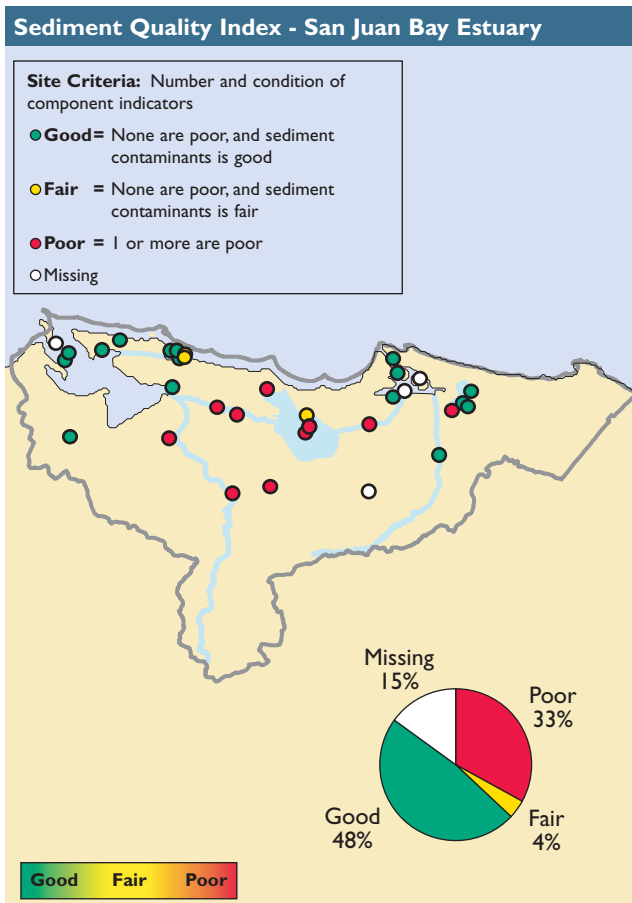 Sediment Quality Index - San Juan Bay Estuary
Site Criteria: Number and condition of
component indicators
Good = None are poor, and sediment
contaminants is good
Fair = None are poor, and sediment
contaminants is fair
Poor = 1 or more are poor
Missing
Missing
15%
Poor
33%
Good
48%
Fair
4%
Good Fair Poor